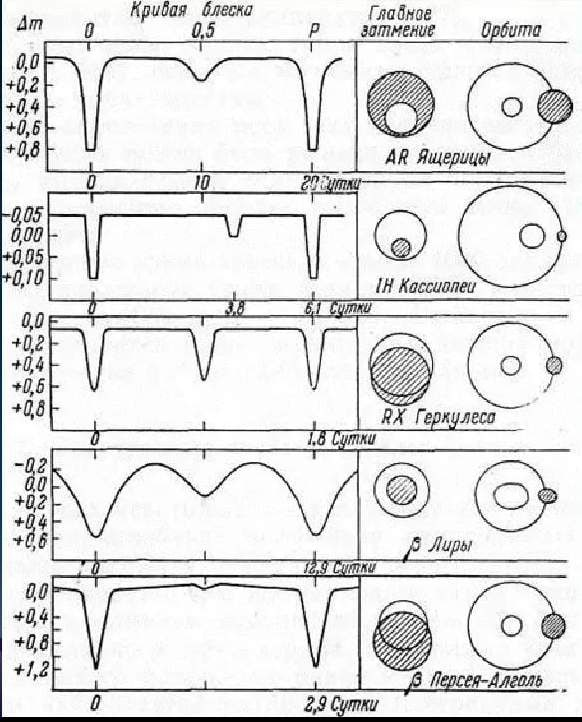 Δm Кривая блеска Главное затмение Орбита
0 0,5 P
0,0
+0,2
+0,4
+0,6
+0,8
AR Ящерицы
0 10 20 Сутки
-0,05
0,00
+0,05
+0,10
1H Кассиопеи
0 3,8 6,1 Сутки
0,0
+0,2
+0,4
+0,6
+0,8
RX Геркулеса
0 1,8 Сутки
-0,2
0,0
+0,2
+0,4
+0,6
β Лиры
0 12,9 Сутки
0,0
+0,4
+0,8
+1,2
β Персея-Алголь
0 2,9 Сутки